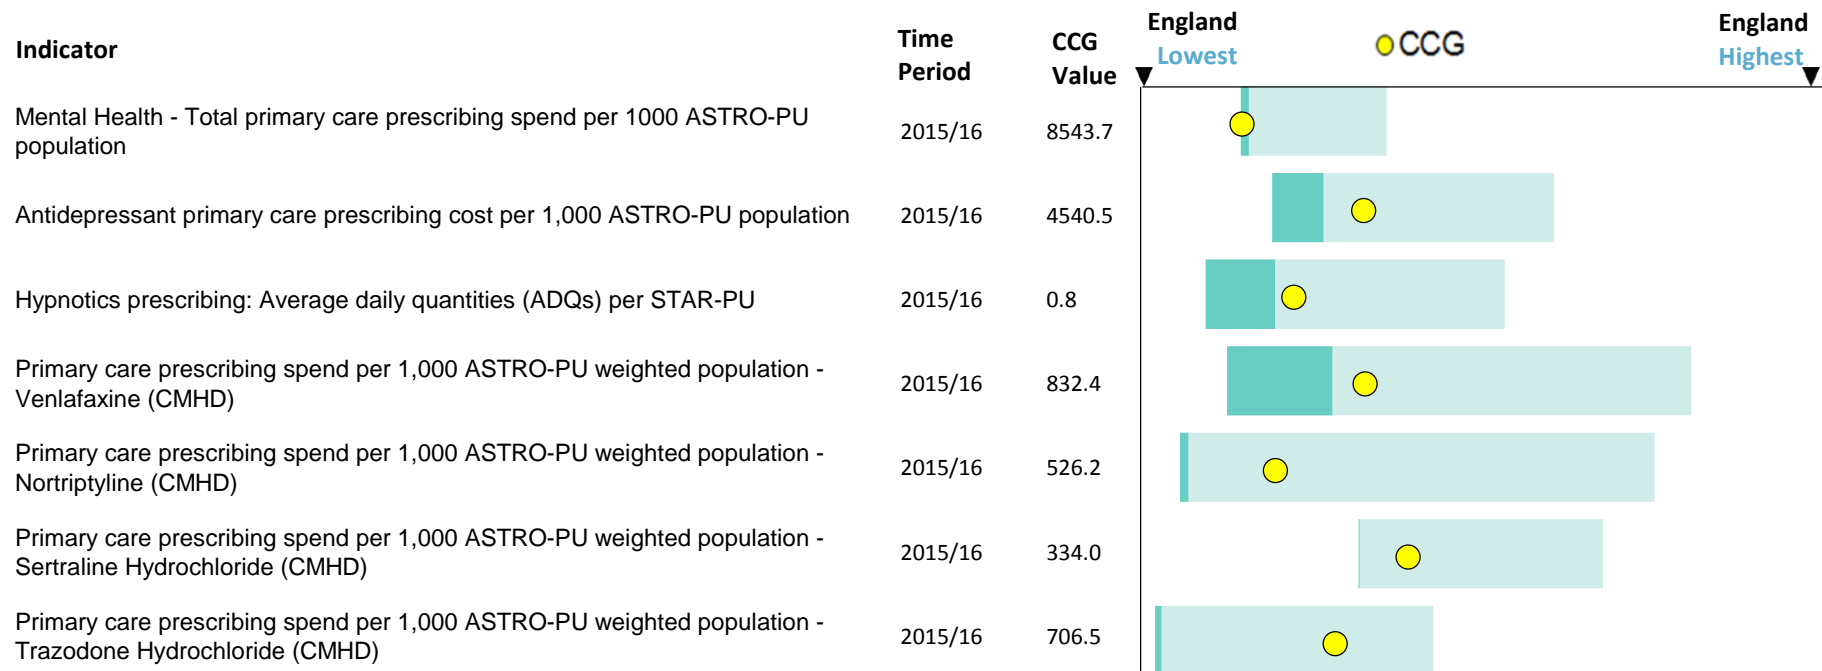 Indicator
Time Period
CCG Value
England Lowest
CCG
England Highest
Mental Health - Total primary care prescribing spend per 1000 ASTRO-PU
population
2015/16
8543.7
Antidepressant primary care prescribing cost per 1,000 ASTRO-PU population
2015/16
4540.5
Hypnotics prescribing: Average daily quantities (ADQs) per STAR-PU
2015/16
0.8
Primary care prescribing spend per 1,000 ASTRO-PU weighted population -
Venlafaxine (CMHD)
2015/16
832.4
Primary care prescribing spend per 1,000 ASTRO-PU weighted population -
Nortriptyline (CMHD)
2015/16
526.2
Primary care prescribing spend per 1,000 ASTRO-PU weighted population -
Sertraline Hydrochloride (CMHD)
2015/16
334.0
Primary care prescribing spend per 1,000 ASTRO-PU weighted population -
Trazodone Hydrochloride (CMHD)
2015/16
706.5